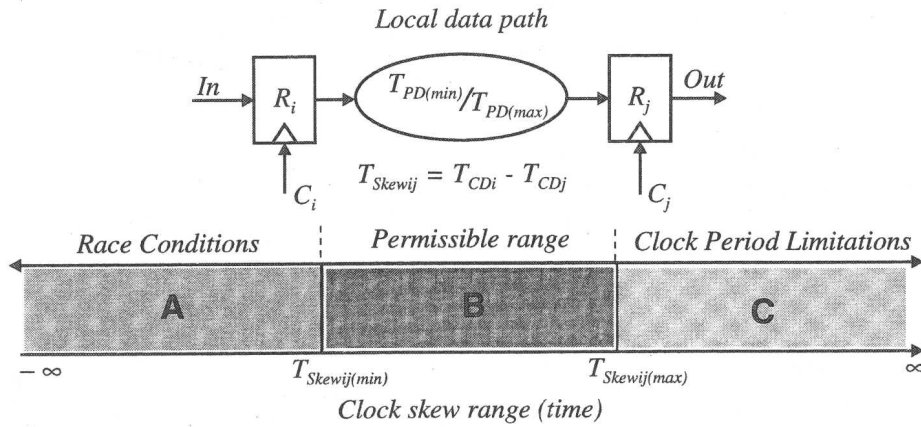 Local data path
In R_i T_PD(min)/T_PD(max) R_j Out
C_i T_Skewij = T_CDi - T_CDj C_j
Race Conditions Permissible range Clock Period Limitations
A B C
- ∞ T_Skewij(min) T_Skewij(max) ∞
Clock skew range (time)